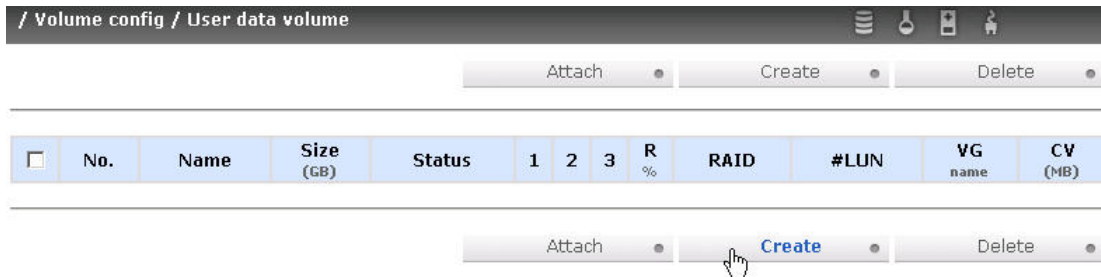 / Volume config / User data volume
Attach Create Delete
No. Name Size (GB) Status 1 2 3 R % RAID #LUN VG name CV (MB)
Attach Create Delete